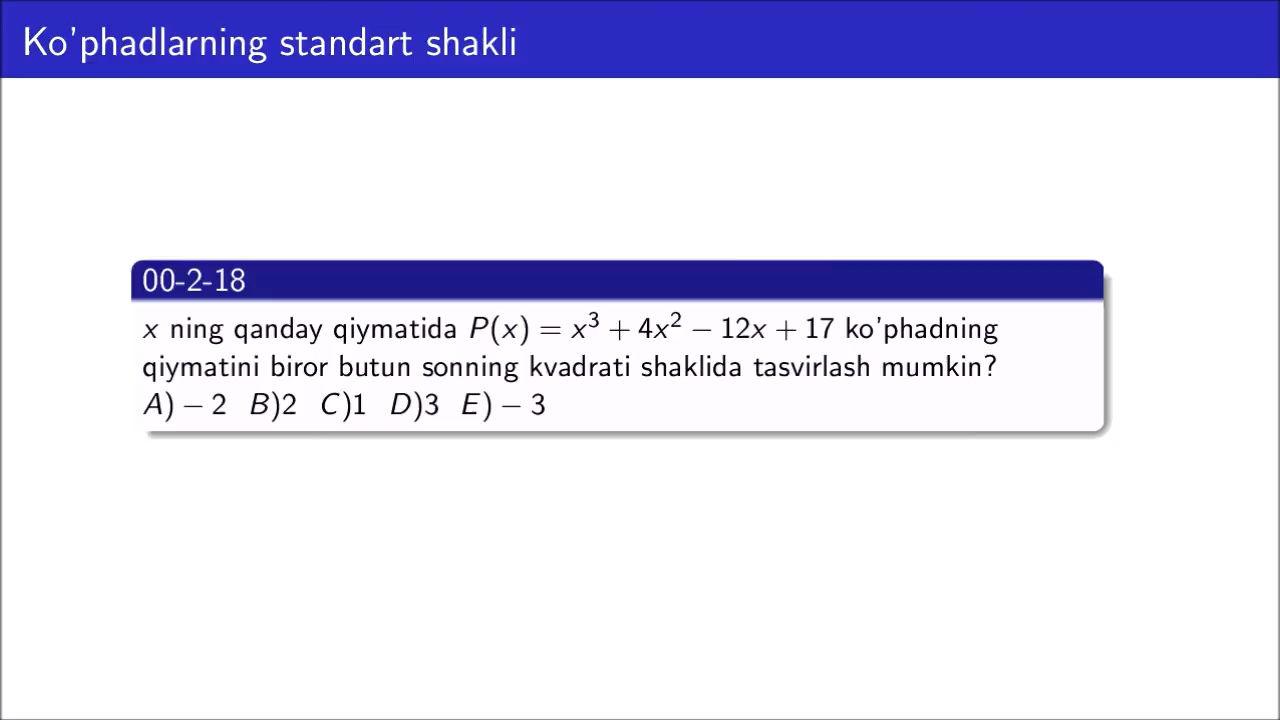 Ko'phadlarning standart shakli
00-2-18
x ning qanday qiymatida P(x) = x³ + 4x² − 12x + 17 ko'phadning
qiymatini biror butun sonning kvadrati shaklida tasvirlash mumkin?
A) − 2 B)2 C)1 D)3 E) − 3